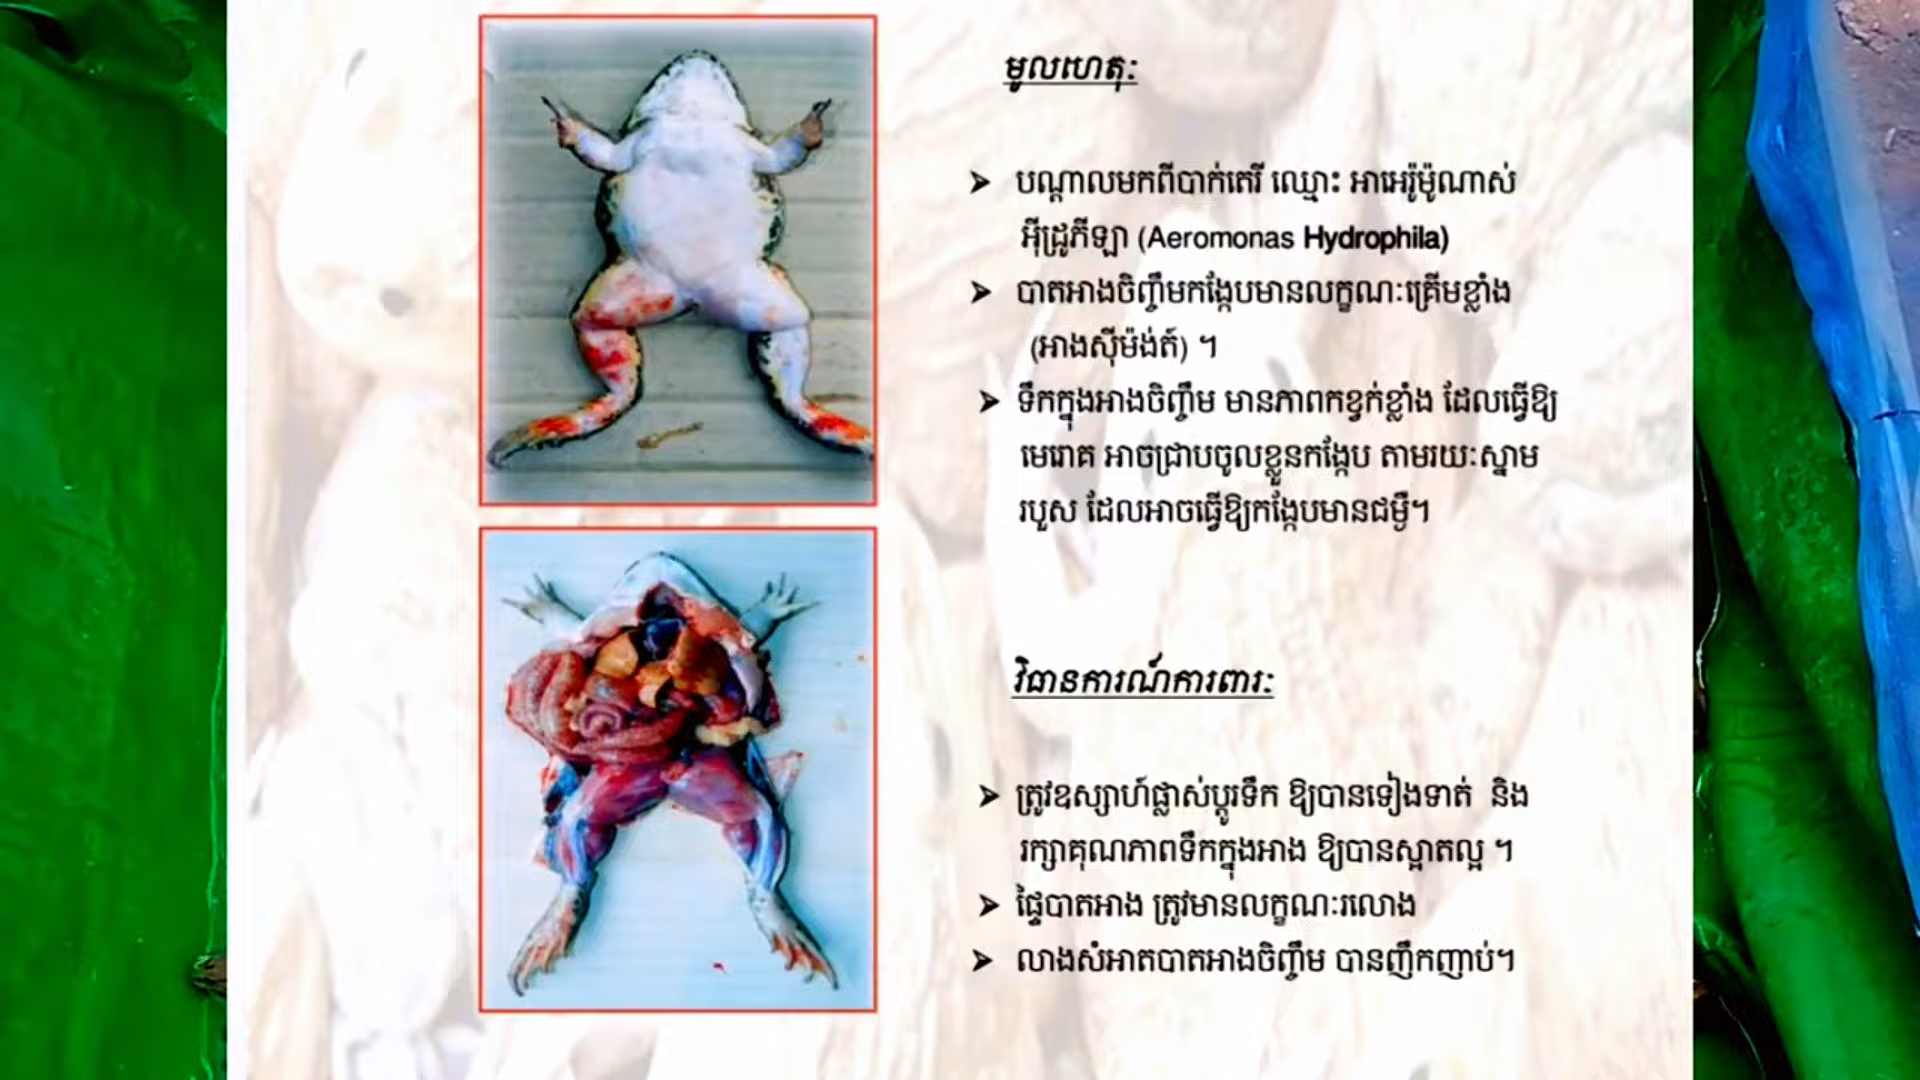 មូលហេតុៈ
➤ បណ្តាលមកពីបាក់តេរី ឈ្មោះ អាអេរ៉ូម៉ូណាស់
អ៊ីដ្រូភីឡា (Aeromonas Hydrophila)
➤ បាតអាងចិញ្ចឹមកង្កែបមានលក្ខណៈគ្រើមខ្លាំង
(អាងស៊ីម៉ង់ត៍) ។
➤ ទឹកក្នុងអាងចិញ្ចឹម មានភាពកខ្វក់ខ្លាំង ដែលធ្វើឱ្យ
មេរោគ អាចជ្រាបចូលខ្លួនកង្កែប តាមរយៈស្នាម
របួស ដែលអាចធ្វើឱ្យកង្កែបមានជម្ងឺ។
វិធានការណ៍ការពារៈ
➤ ត្រូវឧស្សាហ៍ផ្លាស់ប្តូរទឹក ឱ្យបានទៀងទាត់ និង
រក្សាគុណភាពទឹកក្នុងអាង ឱ្យបានស្អាតល្អ ។
➤ ផ្ទៃបាតអាង ត្រូវមានលក្ខណៈរលោង
➤ លាងសំអាតបាតអាងចិញ្ចឹម បានញឹកញាប់។